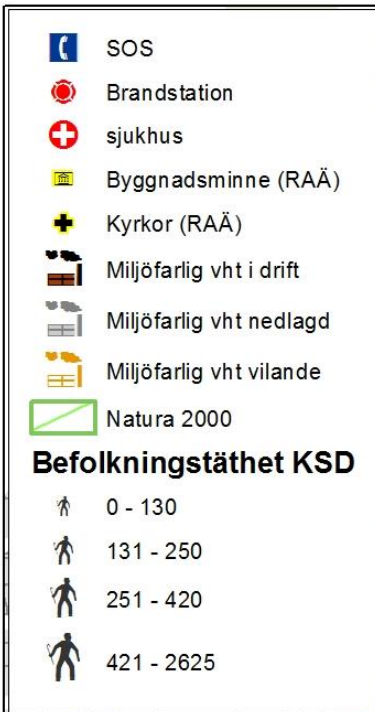 SOS
Brandstation
sjukhus
Byggnadsminne (RAÄ)
Kyrkor (RAÄ)
Miljöfarlig vht i drift
Miljöfarlig vht nedlagd
Miljöfarlig vht vilande
Natura 2000
Befolkningstäthet KSD
0 - 130
131 - 250
251 - 420
421 - 2625